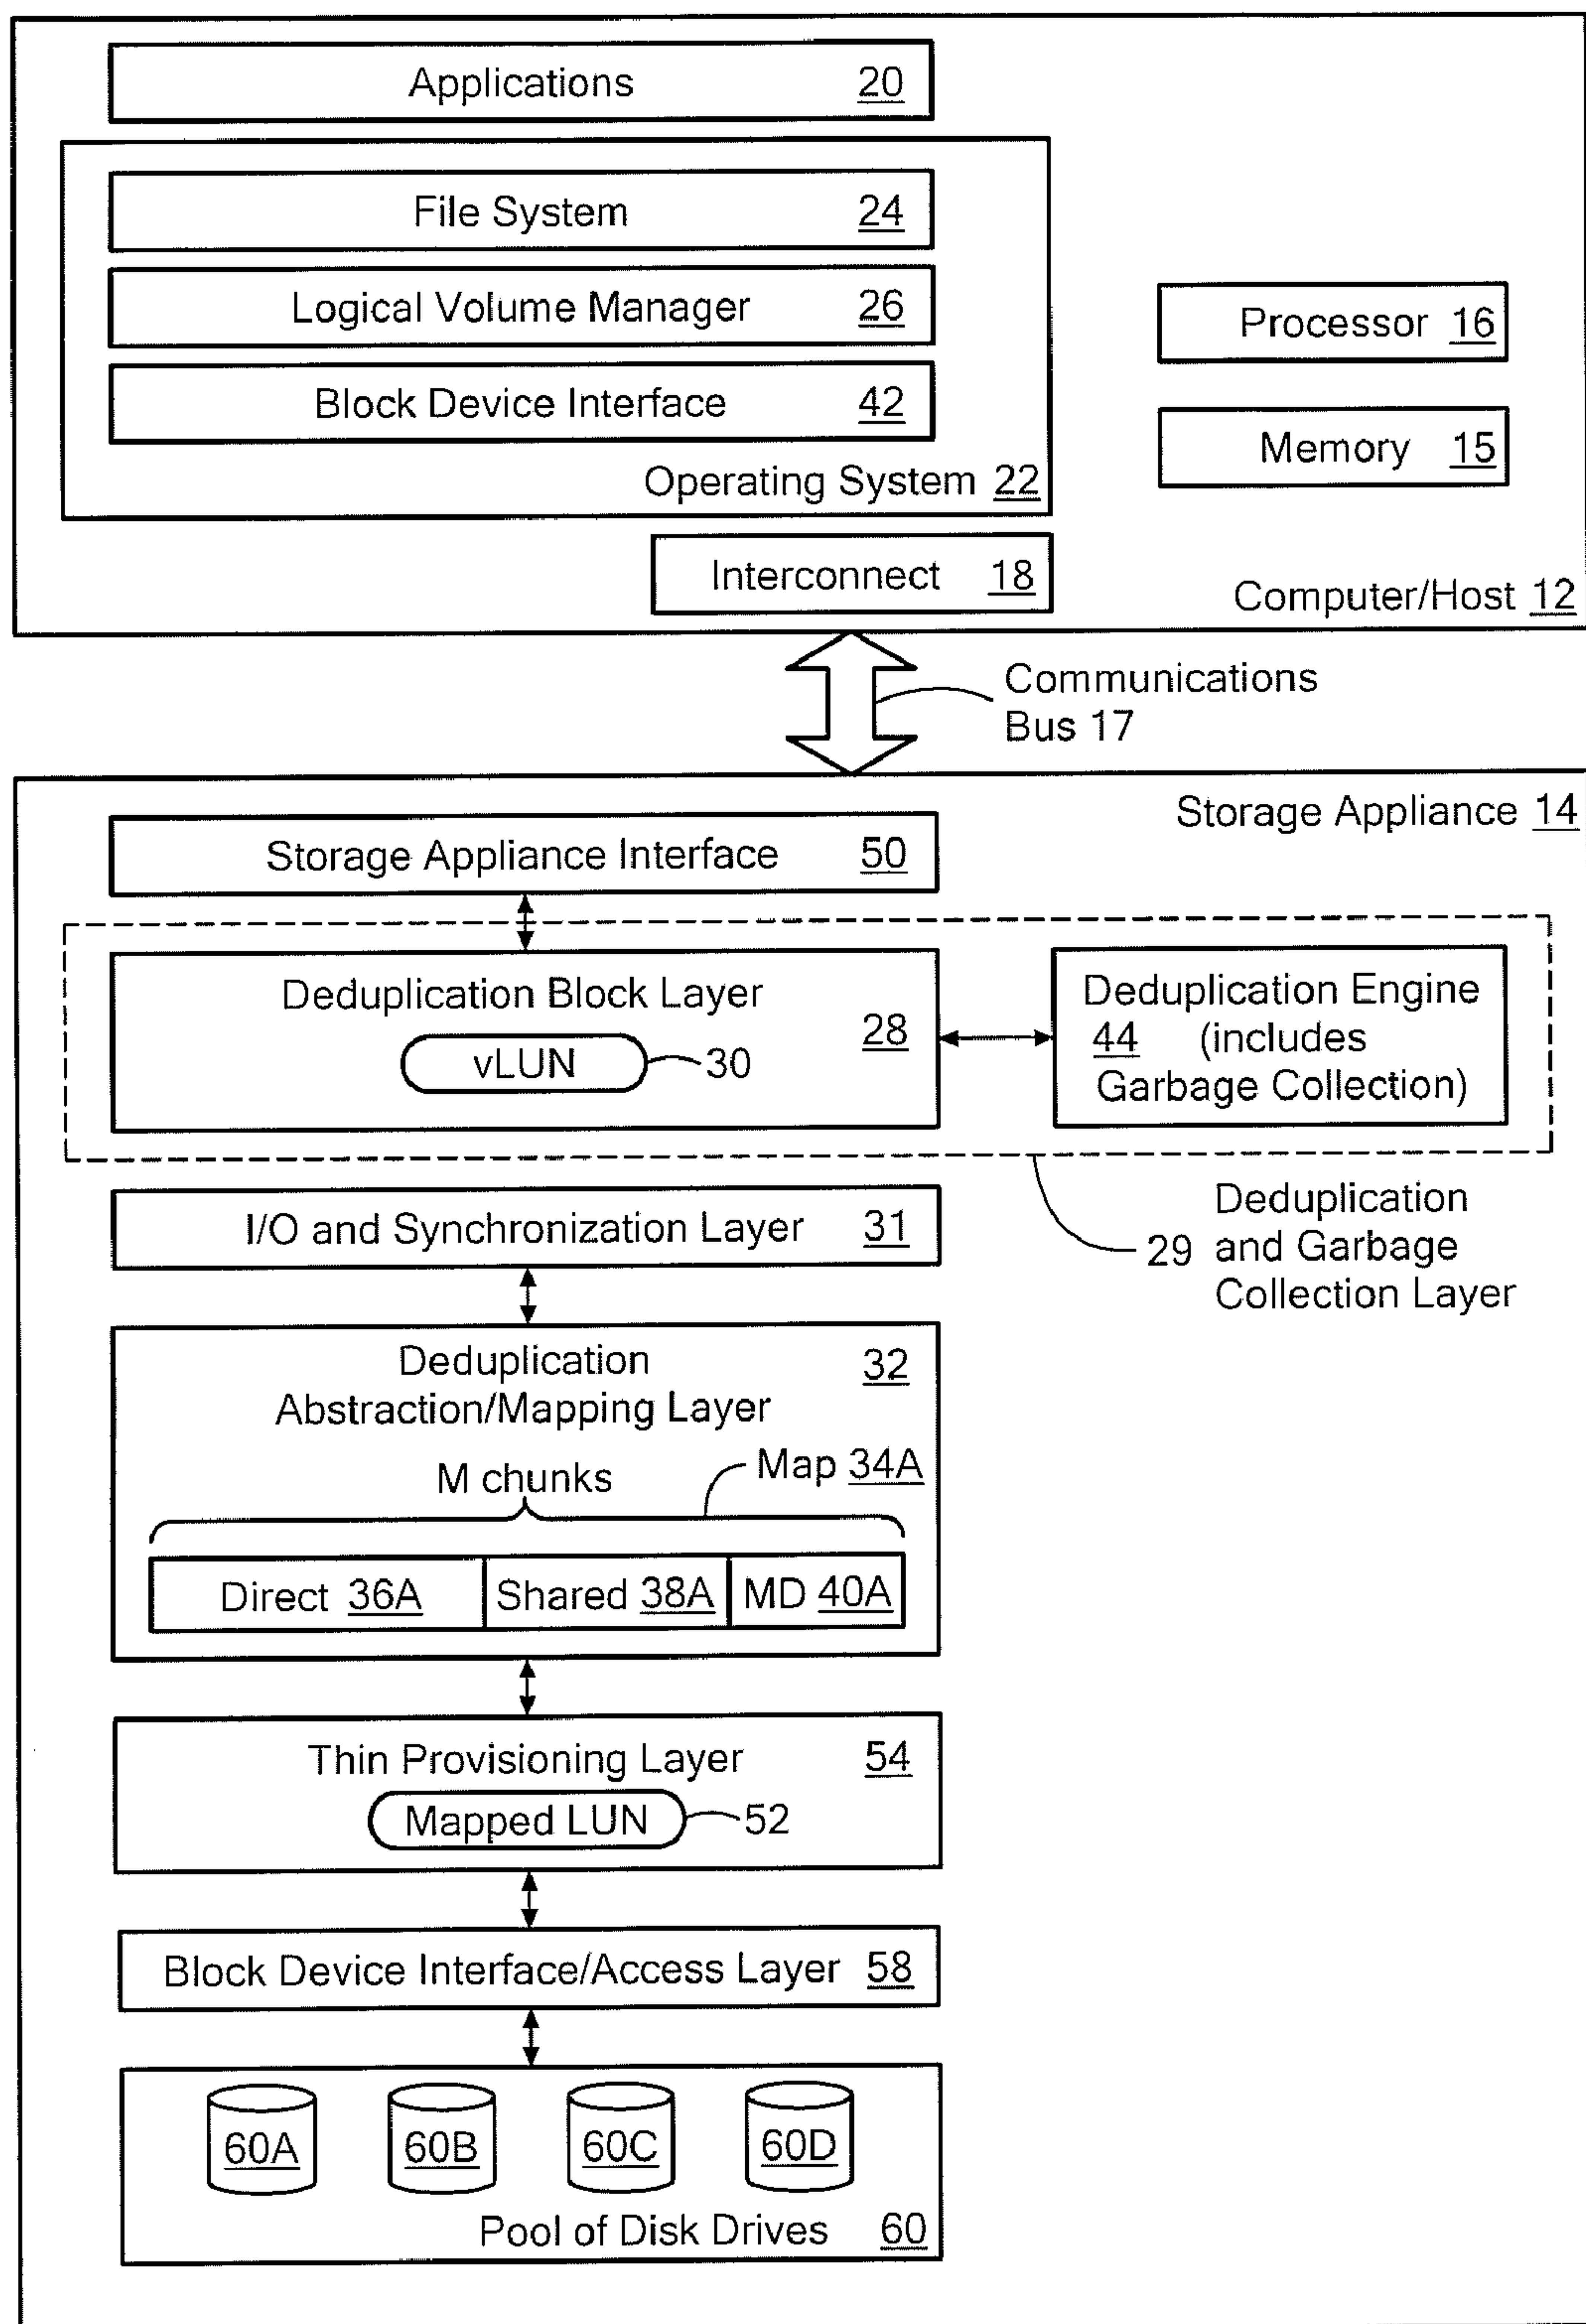 Applications 20
File System 24
Logical Volume Manager 26
Block Device Interface 42
Operating System 22
Processor 16
Memory 15
Interconnect 18
Computer/Host 12
Communications
Bus 17
Storage Appliance 14
Storage Appliance Interface 50
Deduplication Block Layer
28
vLUN 30
Deduplication Engine
44 (includes
Garbage Collection)
I/O and Synchronization Layer 31
Deduplication
29 and Garbage
Collection Layer
Deduplication 32
Abstraction/Mapping Layer
M chunks
Map 34A
Direct 36A Shared 38A MD 40A
Thin Provisioning Layer 54
Mapped LUN 52
Block Device Interface/Access Layer 58
60A 60B 60C 60D
Pool of Disk Drives 60